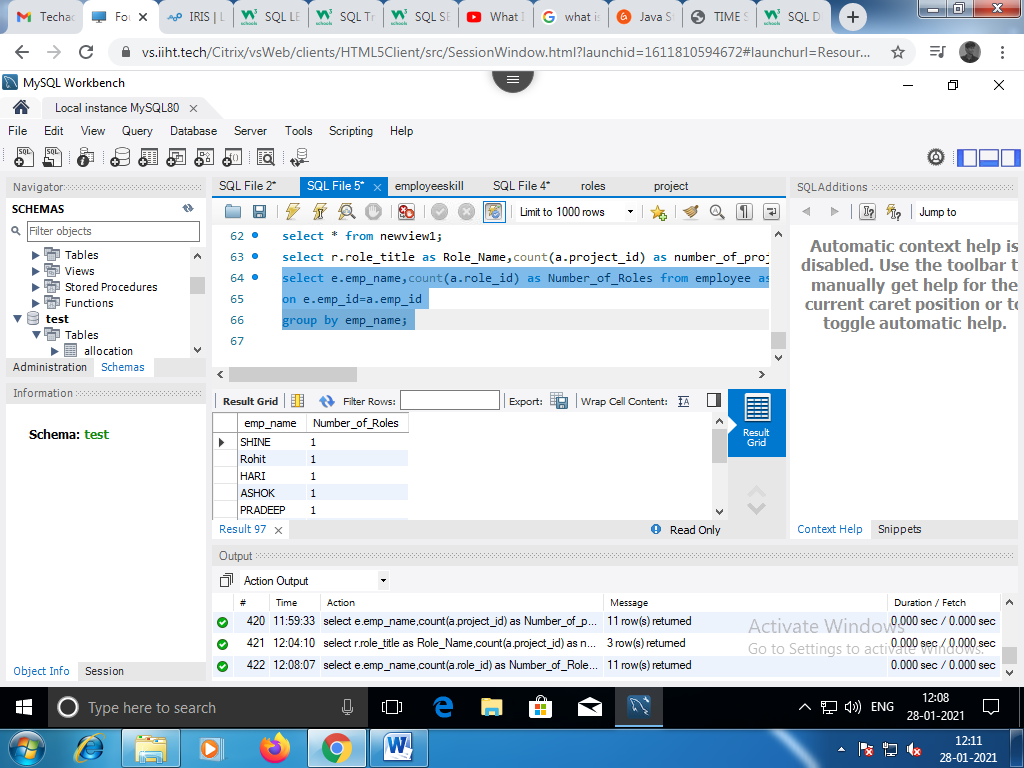 Techac
Fou
IRIS | L
SQL LE
SQL Tr
SQL SE
What I
what is
Java S
TIME S
SQL D
vs.iiht.tech/Citrix/vsWeb/clients/HTML5Client/src/SessionWindow.html?launchid=1611810594672#launchurl=Resour...
MySQL Workbench
Local instance MySQL80
File Edit View Query Database Server Tools Scripting Help
Navigator
SCHEMAS
Filter objects
Tables
Views
Stored Procedures
Functions
test
Tables
allocation
Administration Schemas
Information
Schema: test
Object Info Session
SQL File 2* SQL File 5* employeeskill SQL File 4* roles project
Limit to 1000 rows
62 select * from newview1;
63 select r.role_title as Role_Name,count(a.project_id) as number_of_proj
64 select e.emp_name,count(a.role_id) as Number_of_Roles from employee as
65 on e.emp_id=a.emp_id
66 group by emp_name;
67
Result Grid Filter Rows: Export: Wrap Cell Content:
emp_name Number_of_Roles
SHINE 1
Rohit 1
HARI 1
ASHOK 1
PRADEEP 1
Result Grid
Result 97
Read Only
SQLAdditions
Jump to
Automatic context help is
disabled. Use the toolbar t
manually get help for the
current caret position or to
toggle automatic help.
Context Help Snippets
Output
Action Output
# Time Action Message Duration / Fetch
420 11:59:33 select e.emp_name,count(a.project_id) as Number_of_p... 11 row(s) returned 0.000 sec / 0.000 sec
421 12:04:10 select r.role_title as Role_Name,count(a.project_id) as n... 3 row(s) returned 0.000 sec / 0.000 sec
422 12:08:07 select e.emp_name,count(a.role_id) as Number_of_Role... 11 row(s) returned 0.000 sec / 0.000 sec
Activate Windows
Go to Settings to activate Windows.
Type here to search
ENG
12:08
28-01-2021
12:11
28-01-2021